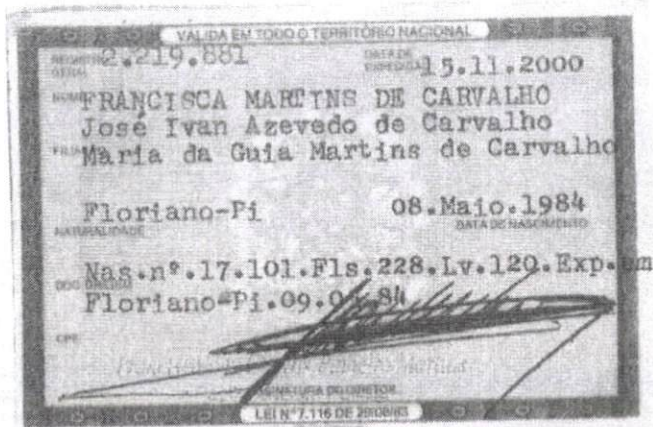 VALIDA EM TODO O TERRITÓRIO NACIONAL
REGISTRO GERAL 2.219.881 DATA DE EXPEDIÇÃO 15.11.2000
NOME FRANCISCA MARTINS DE CARVALHO
José Ivan Azevedo de Carvalho
Maria da Guia Martins de Carvalho
Floriano-Pi 08.Maio.1984
NATURALIDADE DATA DE NASCIMENTO
Nas.nº.17.101.Fls.228.Lv.120.Exp.em
DOC ORIGEM
Floriano-Pi.09.0 .84
CPF
ASSINATURA DO DIRETOR
LEI Nº 7.116 DE 29/08/83